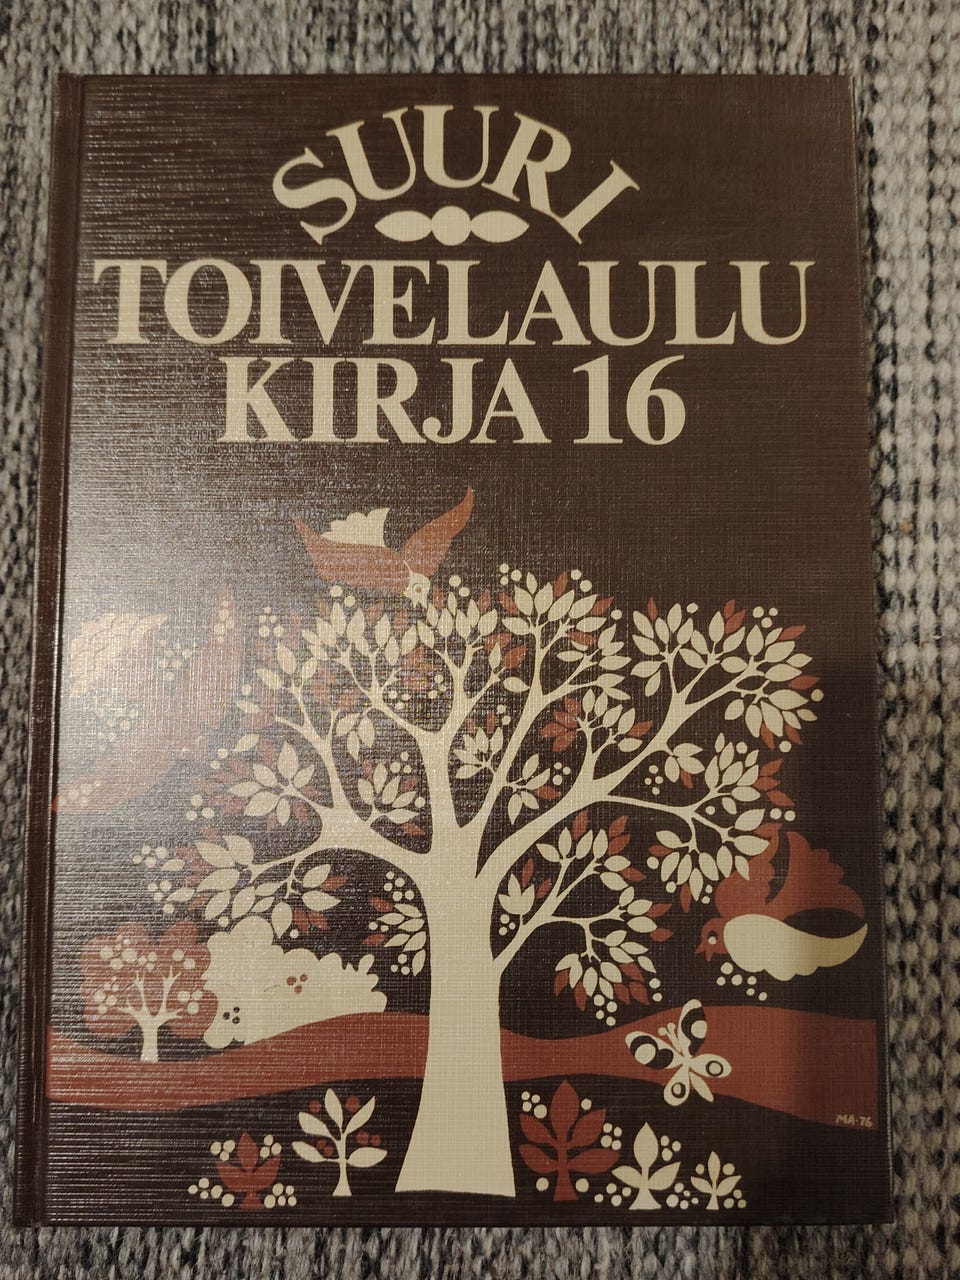 SUURI
TOIVELAULU
KIRJA 16
MA-76